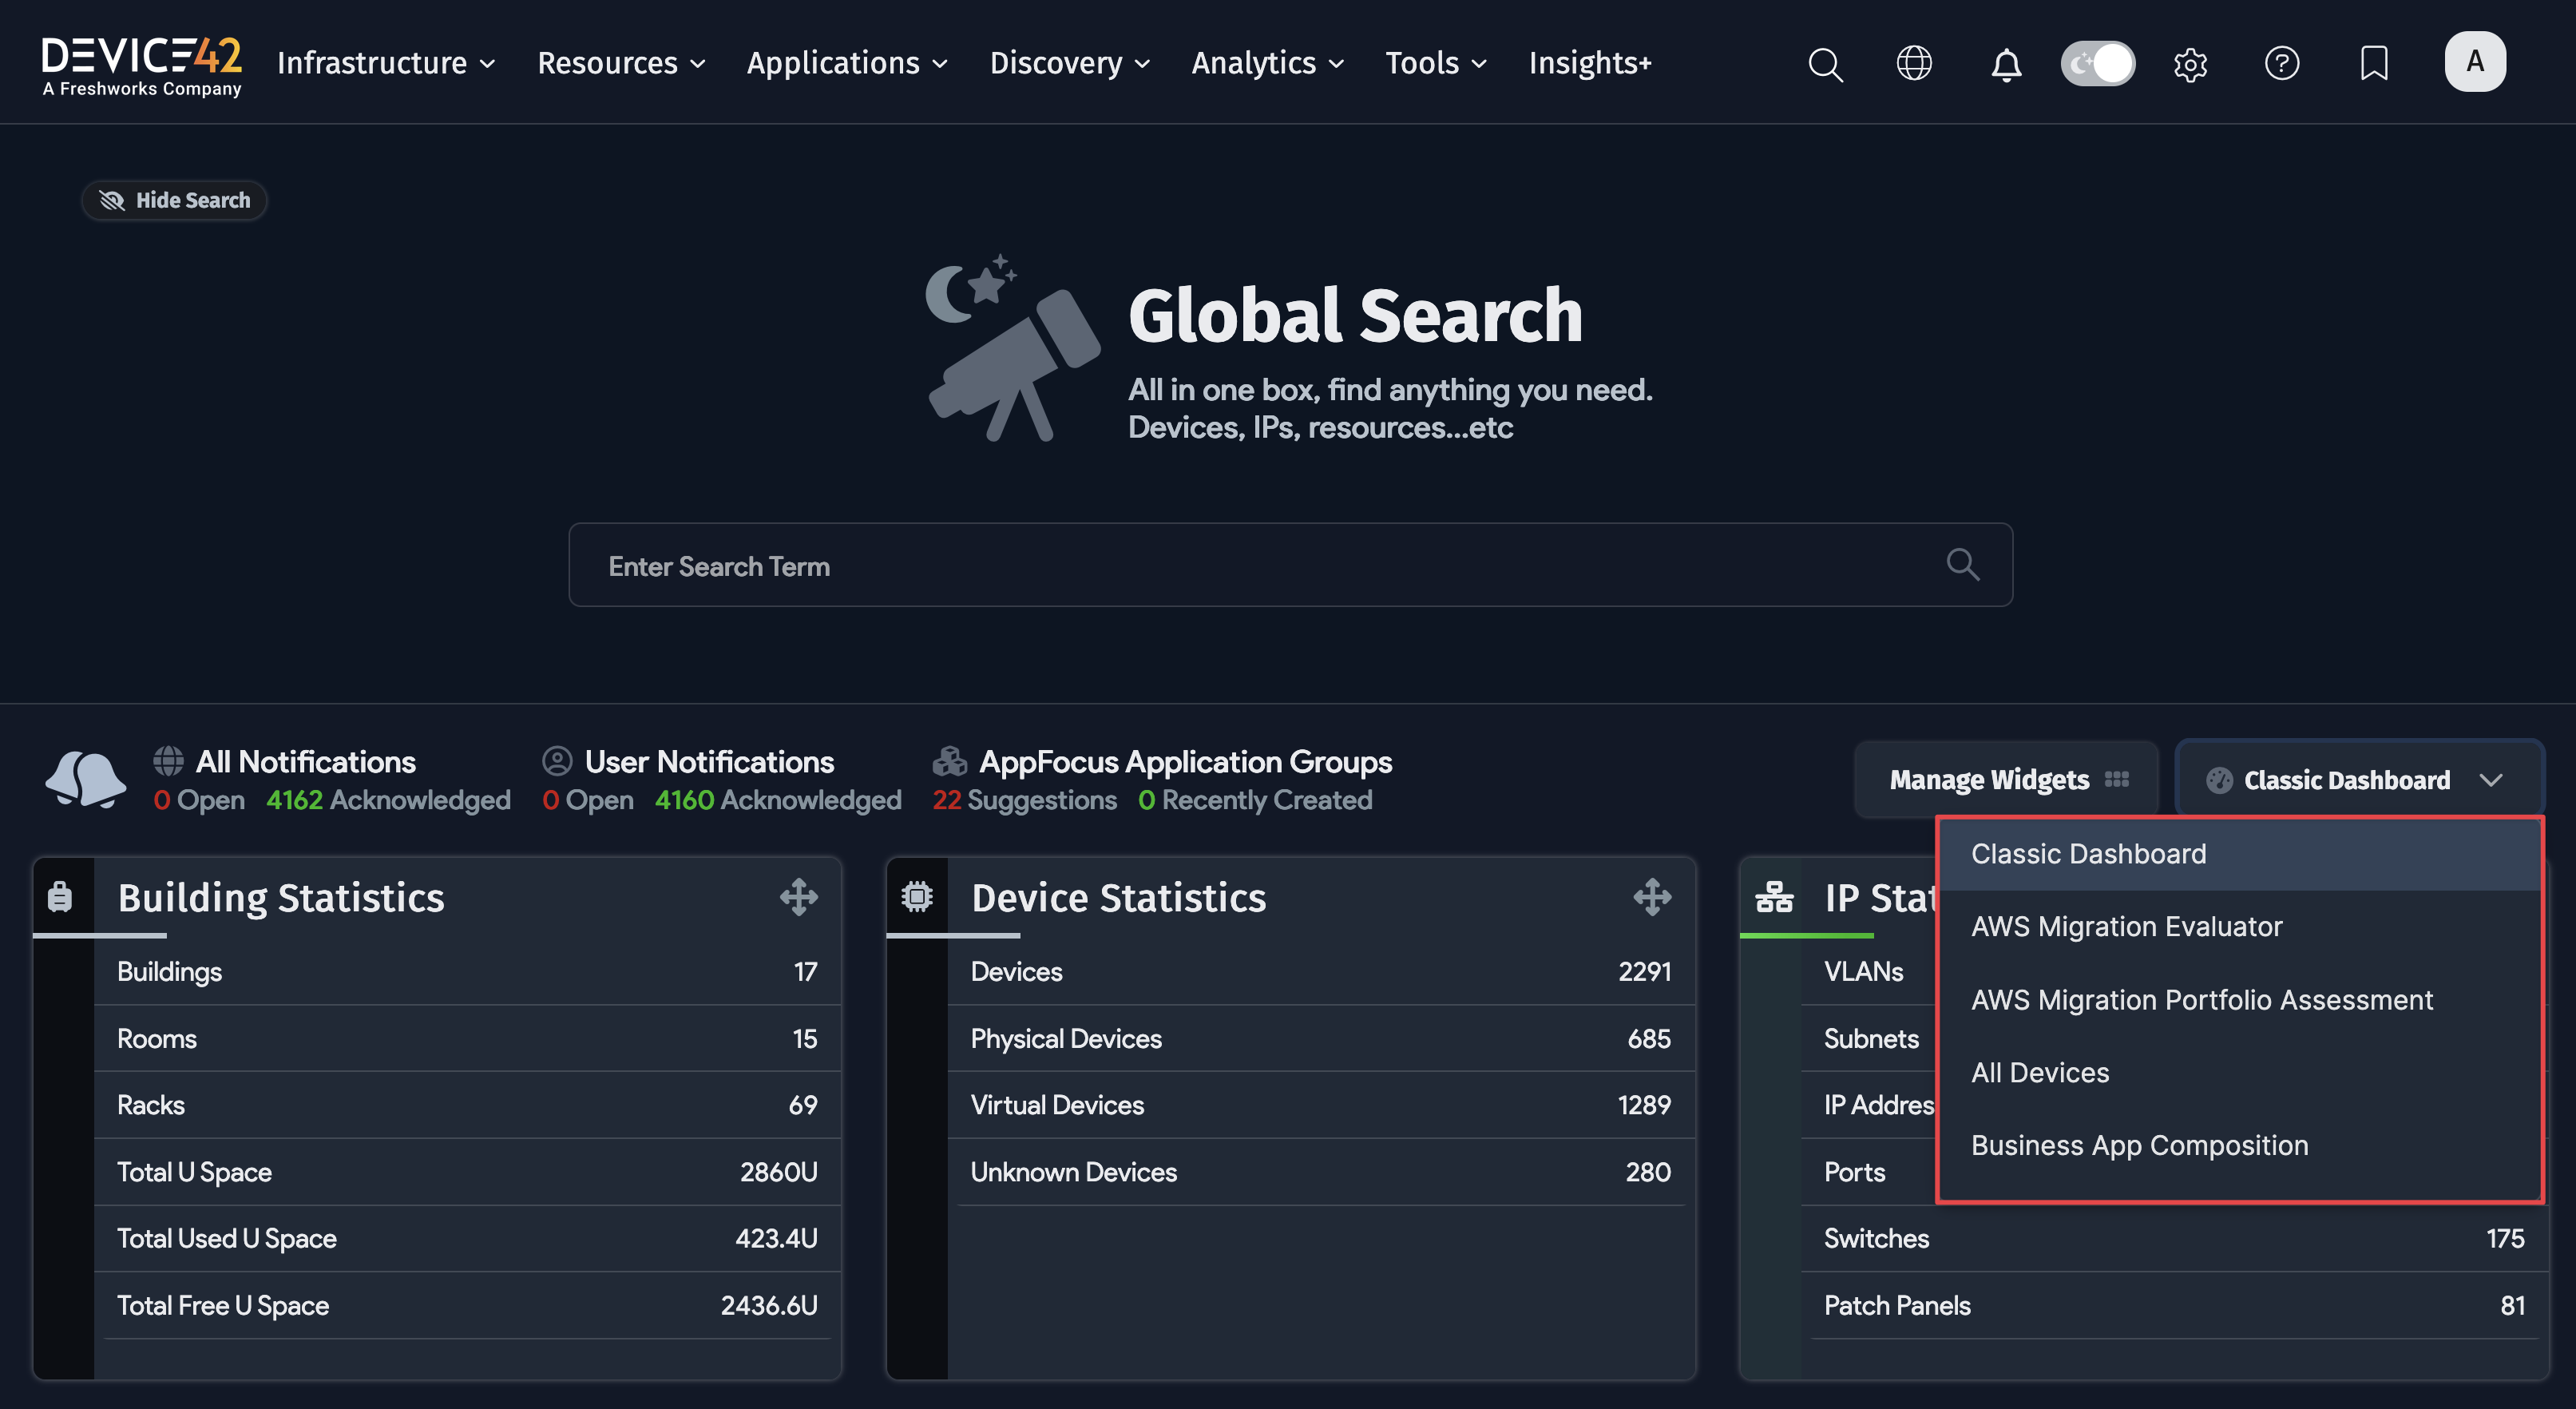 DEVICE42
A Freshworks Company
Infrastructure Resources Applications Discovery Analytics Tools Insights+
A
Hide Search
Global Search
All in one box, find anything you need.
Devices, IPs, resources...etc
Enter Search Term
All Notifications
0 Open 4162 Acknowledged
User Notifications
0 Open 4160 Acknowledged
AppFocus Application Groups
22 Suggestions 0 Recently Created
Manage Widgets
Classic Dashboard
Classic Dashboard
AWS Migration Evaluator
AWS Migration Portfolio Assessment
All Devices
Business App Composition
Building Statistics
Buildings 17
Rooms 15
Racks 69
Total U Space 2860U
Total Used U Space 423.4U
Total Free U Space 2436.6U
Device Statistics
Devices 2291
Physical Devices 685
Virtual Devices 1289
Unknown Devices 280
IP Stat
VLANs
Subnets
IP Addres
Ports
Switches 175
Patch Panels 81